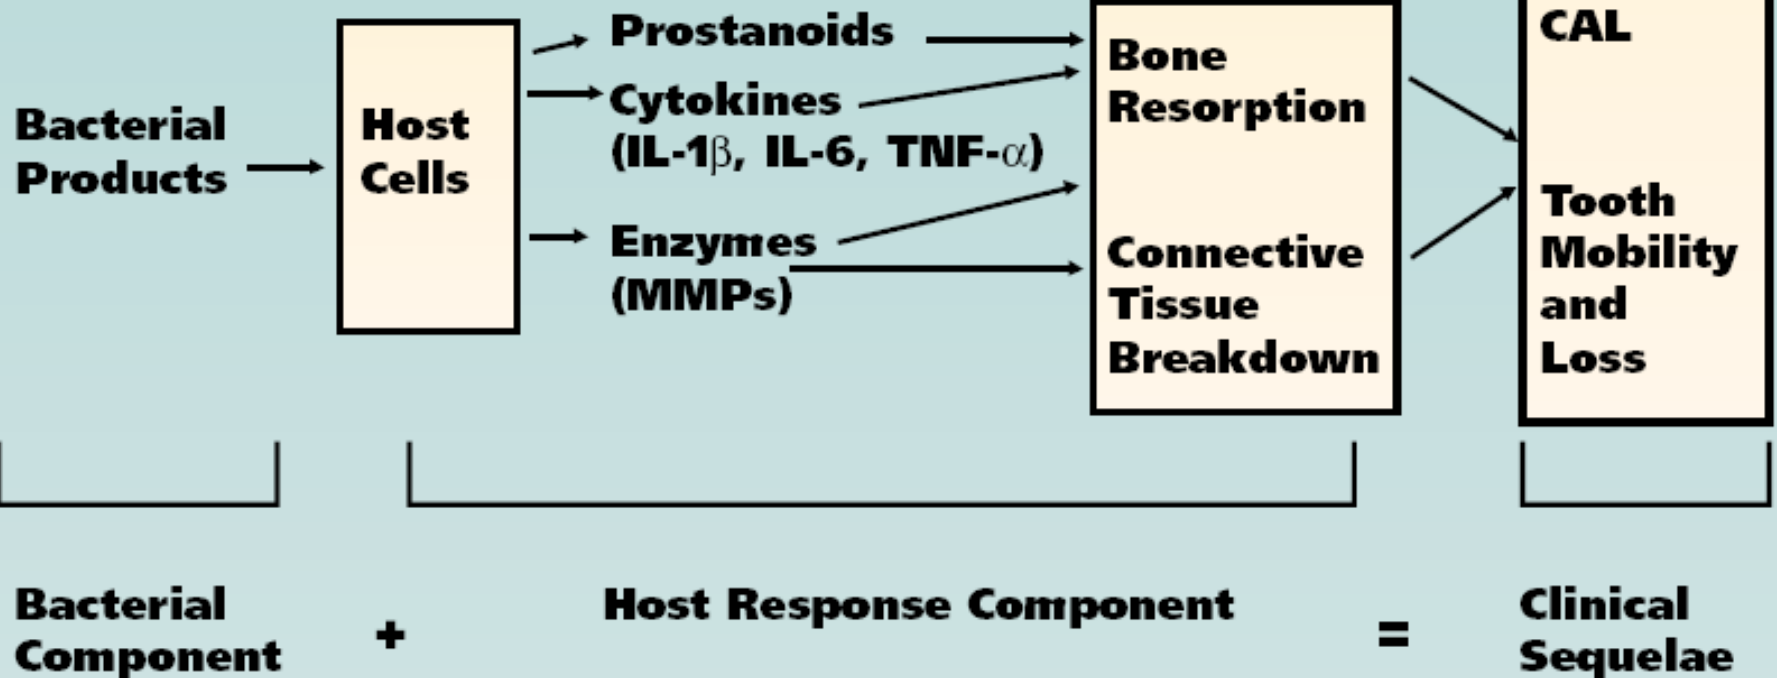 Bacterial
Products
Host
Cells
Prostanoids
Cytokines
(IL-1β, IL-6, TNF-α)
Enzymes
(MMPs)
Bone
Resorption
Connective
Tissue
Breakdown
CAL
Tooth
Mobility
and
Loss
Bacterial
Component
+
Host Response Component
=
Clinical
Sequelae